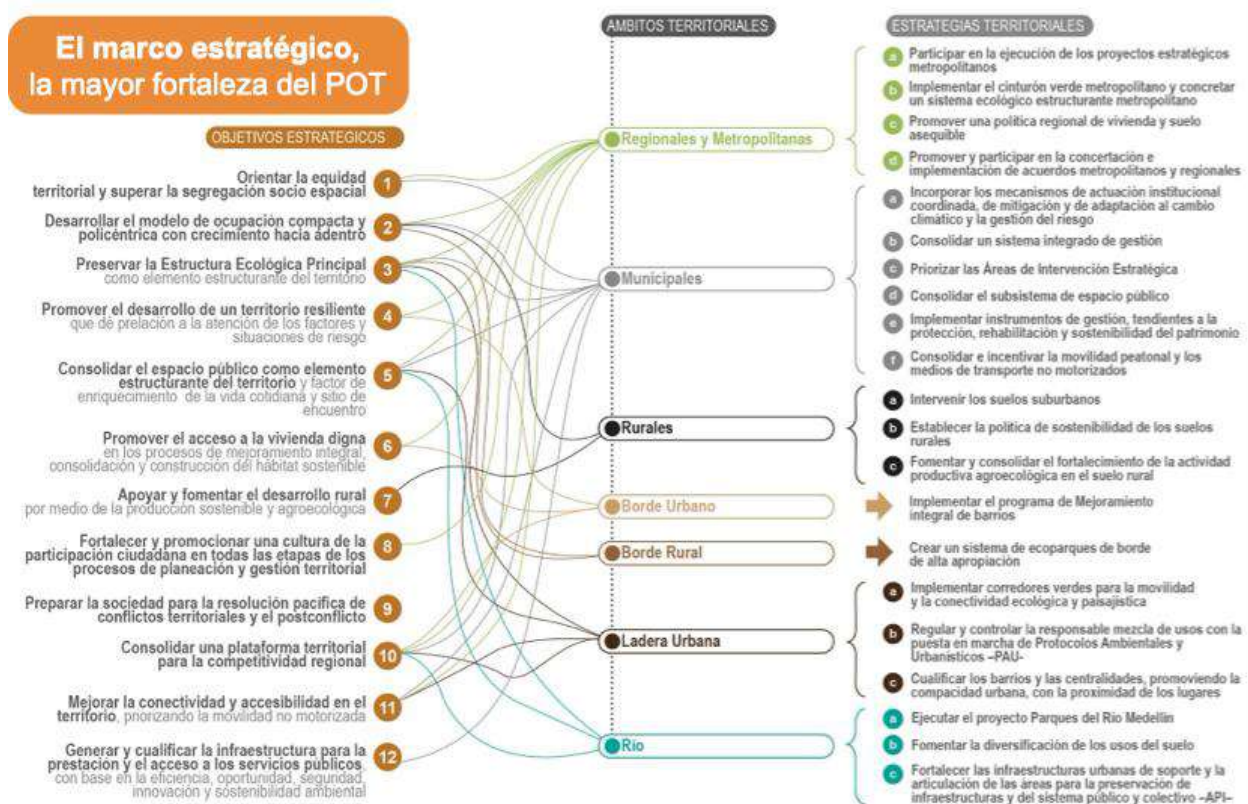 El marco estratégico,
la mayor fortaleza del POT
OBJETIVOS ESTRATEGICOS
Orientar la equidad
territorial y superar la segregación socio espacial
1
Desarrollar el modelo de ocupación compacta y
policéntrica con crecimiento hacia adentro
2
Preservar la Estructura Ecológica Principal
como elemento estructurante del territorio
3
Promover el desarrollo de un territorio resiliente
que dé prelación a la atención de los factores y
situaciones de riesgo
4
Consolidar el espacio público como elemento
estructurante del territorio y factor de
enriquecimiento de la vida cotidiana y sitio de
encuentro
5
Promover el acceso a la vivienda digna
en los procesos de mejoramiento integral,
consolidación y construcción del hábitat sostenible
6
Apoyar y fomentar el desarrollo rural
por medio de la producción sostenible y agroecológica
7
Fortalecer y promocionar una cultura de la
participación ciudadana en todas las etapas de los
procesos de planeación y gestión territorial
8
Preparar la sociedad para la resolución pacífica de
conflictos territoriales y el postconflicto
9
Consolidar una plataforma territorial
para la competitividad regional
10
Mejorar la conectividad y accesibilidad en el
territorio, priorizando la movilidad no motorizada
11
Generar y cualificar la infraestructura para la
prestación y el acceso a los servicios públicos,
con base en la eficiencia, oportunidad, seguridad,
innovación y sostenibilidad ambiental
12
AMBITOS TERRITORIALES
Regionales y Metropolitanas
Municipales
Rurales
Borde Urbano
Borde Rural
Ladera Urbana
Río
ESTRATEGIAS TERRITORIALES
a Participar en la ejecución de los proyectos estratégicos
metropolitanos
b Implementar el cinturón verde metropolitano y concretar
un sistema ecológico estructurante metropolitano
c Promover una política regional de vivienda y suelo
asequible
d Promover y participar en la concertación e
implementación de acuerdos metropolitanos y regionales
a Incorporar los mecanismos de actuación institucional
coordinada, de mitigación y de adaptación al cambio
climático y la gestión del riesgo
b Consolidar un sistema integrado de gestión
c Priorizar las Áreas de Intervención Estratégica
d Consolidar el subsistema de espacio público
e Implementar instrumentos de gestión, tendientes a la
protección, rehabilitación y sostenibilidad del patrimonio
f Consolidar e incentivar la movilidad peatonal y los
medios de transporte no motorizados
a Intervenir los suelos suburbanos
b Establecer la política de sostenibilidad de los suelos
rurales
c Fomentar y consolidar el fortalecimiento de la actividad
productiva agroecológica en el suelo rural
Implementar el programa de Mejoramiento
integral de barrios
Crear un sistema de ecoparques de borde
de alta apropiación
a Implementar corredores verdes para la movilidad
y la conectividad ecológica y paisajística
b Regular y controlar la responsable mezcla de usos con la
puesta en marcha de Protocolos Ambientales y
Urbanísticos –PAU-
c Cualificar los barrios y las centralidades, promoviendo la
compacidad urbana, con la proximidad de los lugares
a Ejecutar el proyecto Parques del Río Medellín
b Fomentar la diversificación de los usos del suelo
c Fortalecer las infraestructuras urbanas de soporte y la
articulación de las áreas para la preservación de
infraestructuras y del sistema público y colectivo –API–